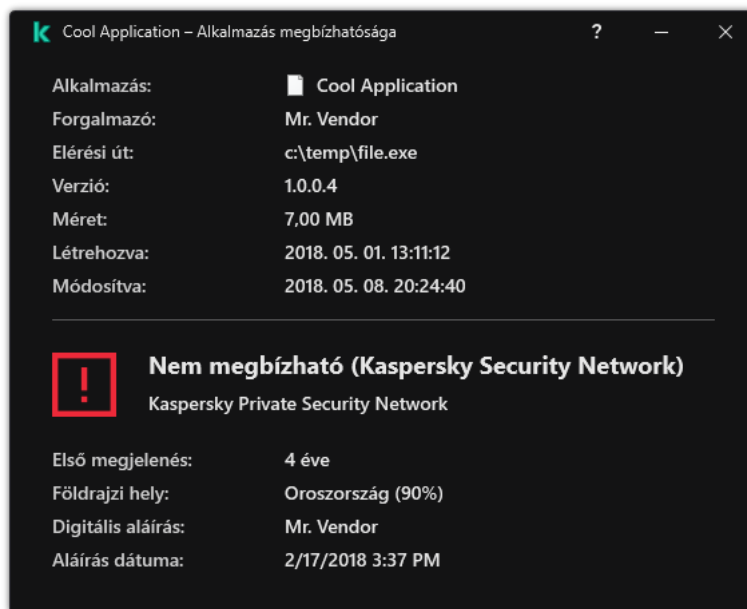 Cool Application – Alkalmazás megbízhatósága
Alkalmazás: Cool Application
Forgalmazó: Mr. Vendor
Elérési út: c:\temp\file.exe
Verzió: 1.0.0.4
Méret: 7,00 MB
Létrehozva: 2018. 05. 01. 13:11:12
Módosítva: 2018. 05. 08. 20:24:40
Nem megbízható (Kaspersky Security Network)
Kaspersky Private Security Network
Első megjelenés: 4 éve
Földrajzi hely: Oroszország (90%)
Digitális aláírás: Mr. Vendor
Aláírás dátuma: 2/17/2018 3:37 PM